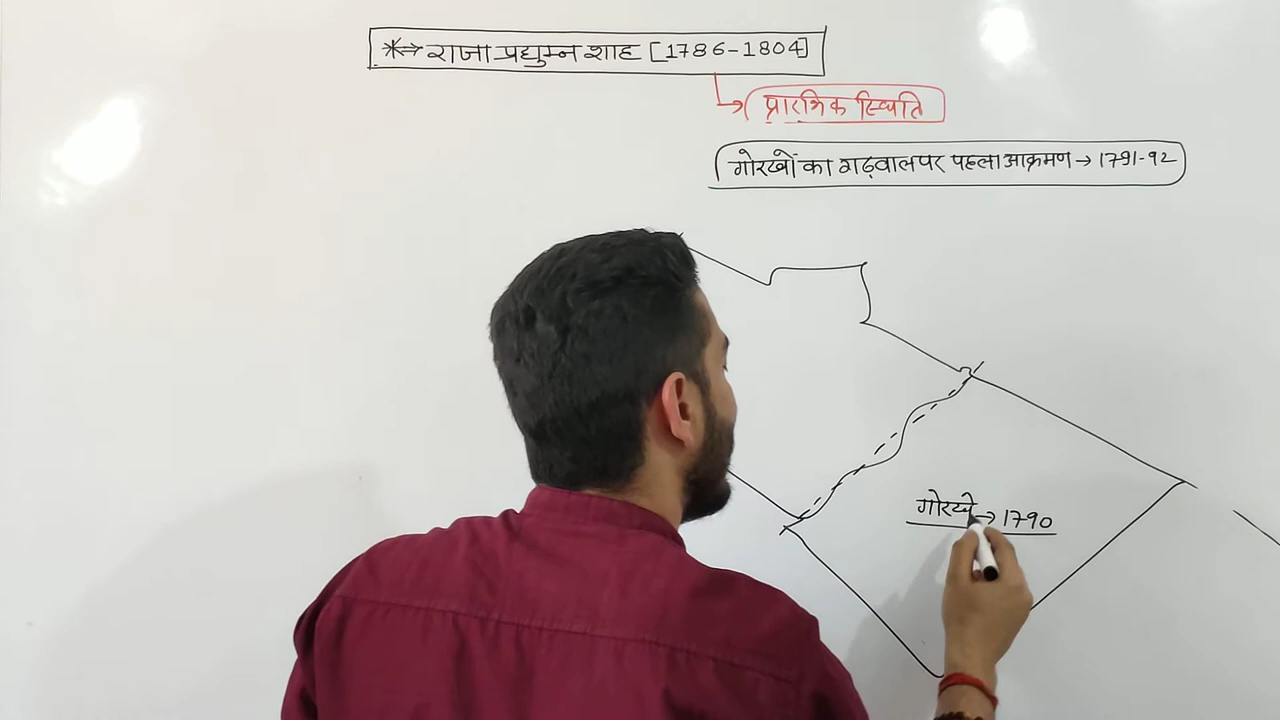 *⇒ राजा प्रद्युम्न शाह [1786-1804]
प्रारंभिक स्थिति
गोरखों का गढ़वाल पर पहला आक्रमण → 1791-92
गोरखे → 1790